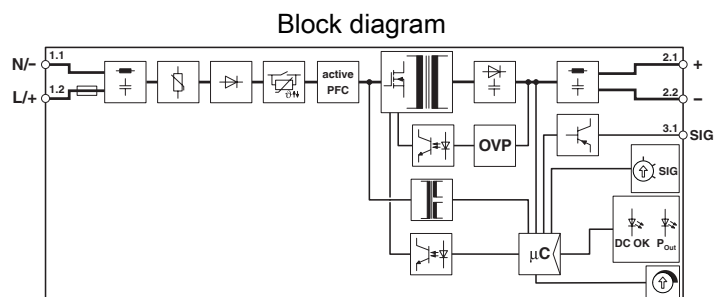 Block diagram
N/–
1.1
L/+
1.2
active
PFC
2.1
+
2.2
–
3.1
SIG
OVP
SIG
ϑ
μC
DC OK
POut